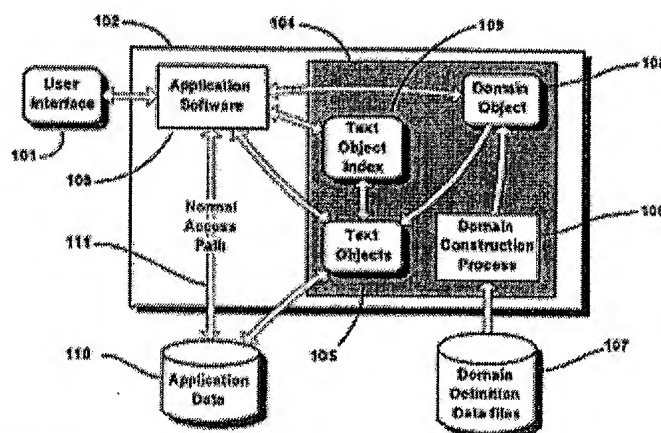 102
104
109
108
User
Interface
Application
Software
Domain
Object
101
103
Text
Object
Index
Normal
Access
Path
106
111
Text
Objects
Domain
Construction
Process
110
105
107
Application
Data
Domain
Definition
Data files